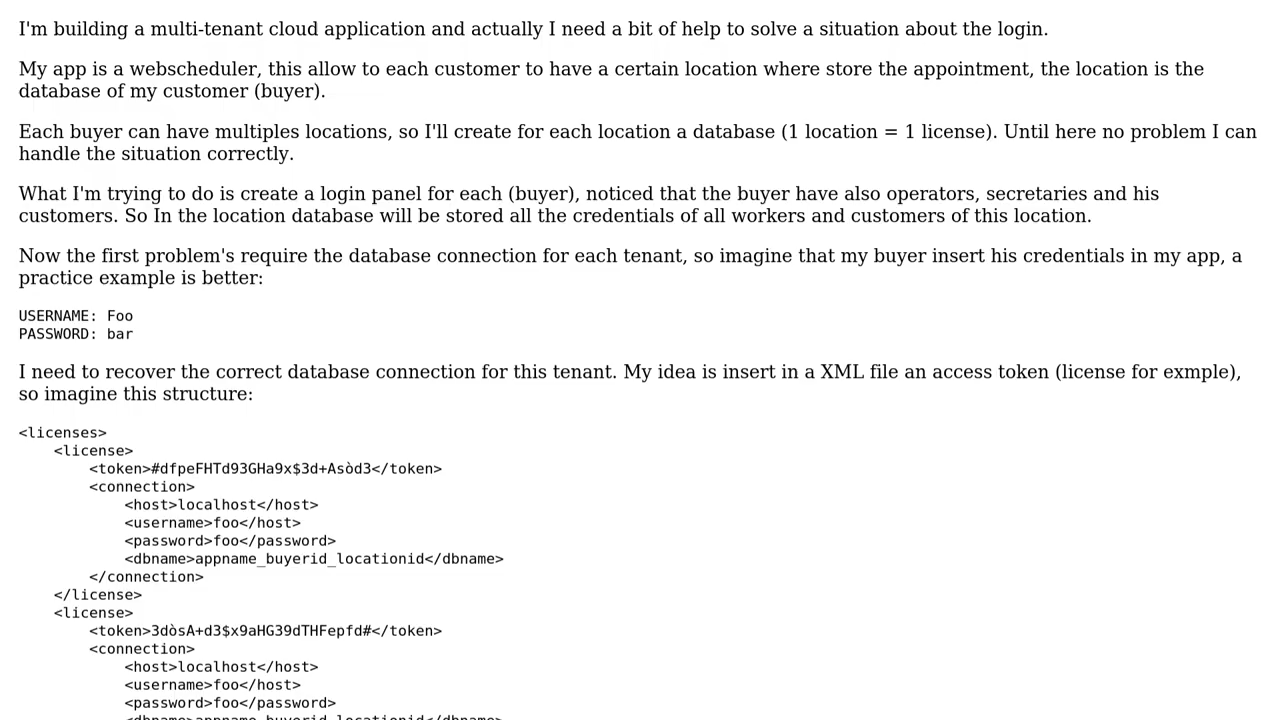 I'm building a multi-tenant cloud application and actually I need a bit of help to solve a situation about the login.
My app is a webscheduler, this allow to each customer to have a certain location where store the appointment, the location is the
database of my customer (buyer).
Each buyer can have multiples locations, so I'll create for each location a database (1 location = 1 license). Until here no problem I can
handle the situation correctly.
What I'm trying to do is create a login panel for each (buyer), noticed that the buyer have also operators, secretaries and his
customers. So In the location database will be stored all the credentials of all workers and customers of this location.
Now the first problem's require the database connection for each tenant, so imagine that my buyer insert his credentials in my app, a
practice example is better:
USERNAME: Foo
PASSWORD: bar
I need to recover the correct database connection for this tenant. My idea is insert in a XML file an access token (license for exmple),
so imagine this structure:
<licenses>
    <license>
        <token>#dfpeFHTd93GHa9x$3d+Asòd3</token>
        <connection>
            <host>localhost</host>
            <username>foo</host>
            <password>foo</password>
            <dbname>appname_buyerid_locationid</dbname>
        </connection>
    </license>
    <license>
        <token>3dòsA+d3$x9aHG39dTHFepfd#</token>
        <connection>
            <host>localhost</host>
            <username>foo</host>
            <password>foo</password>
            <dbname>appname_buyerid_locationid</dbname>